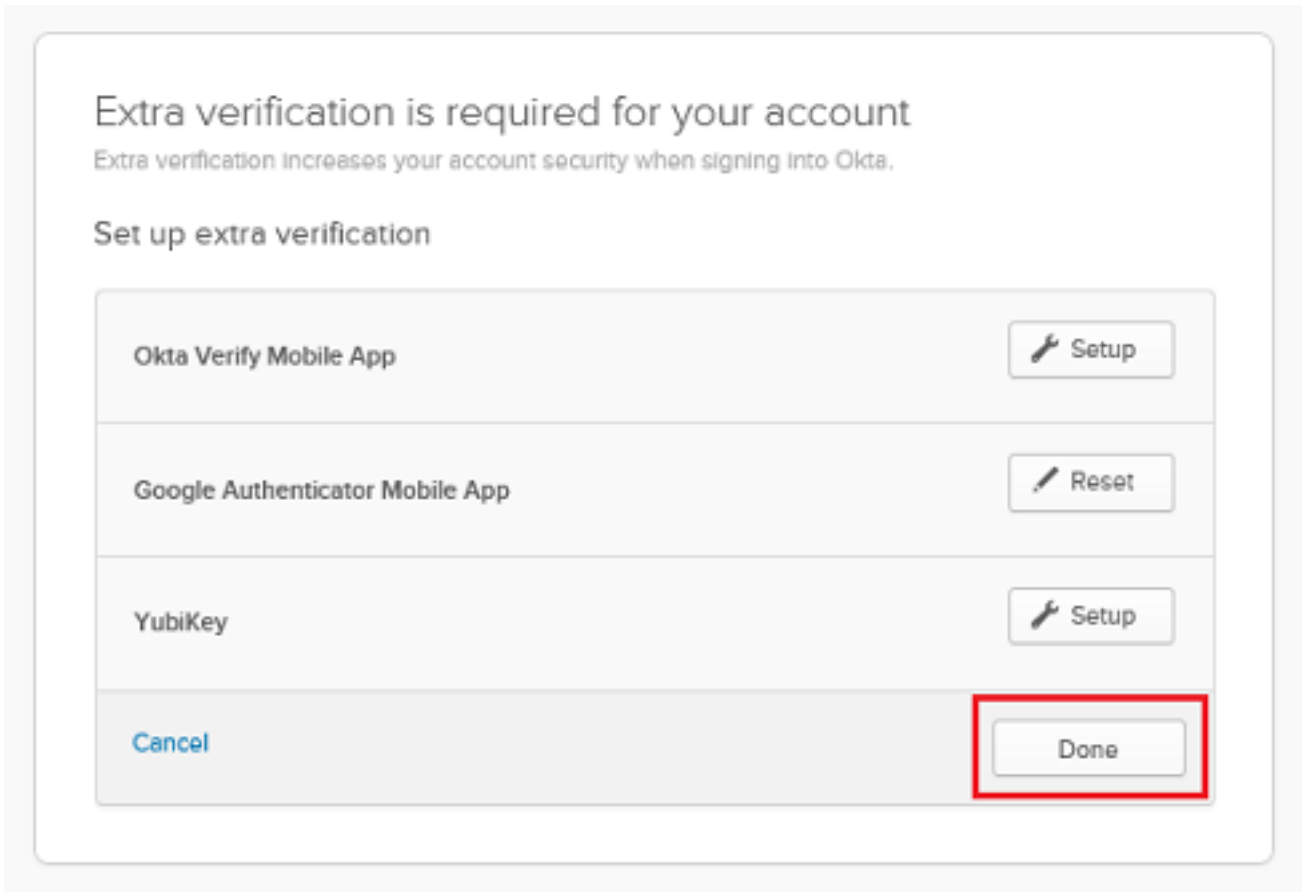 Extra verification is required for your account
Extra verification increases your account security when signing into Okta.
Set up extra verification
Okta Verify Mobile App
Setup
Google Authenticator Mobile App
Reset
YubiKey
Setup
Cancel
Done